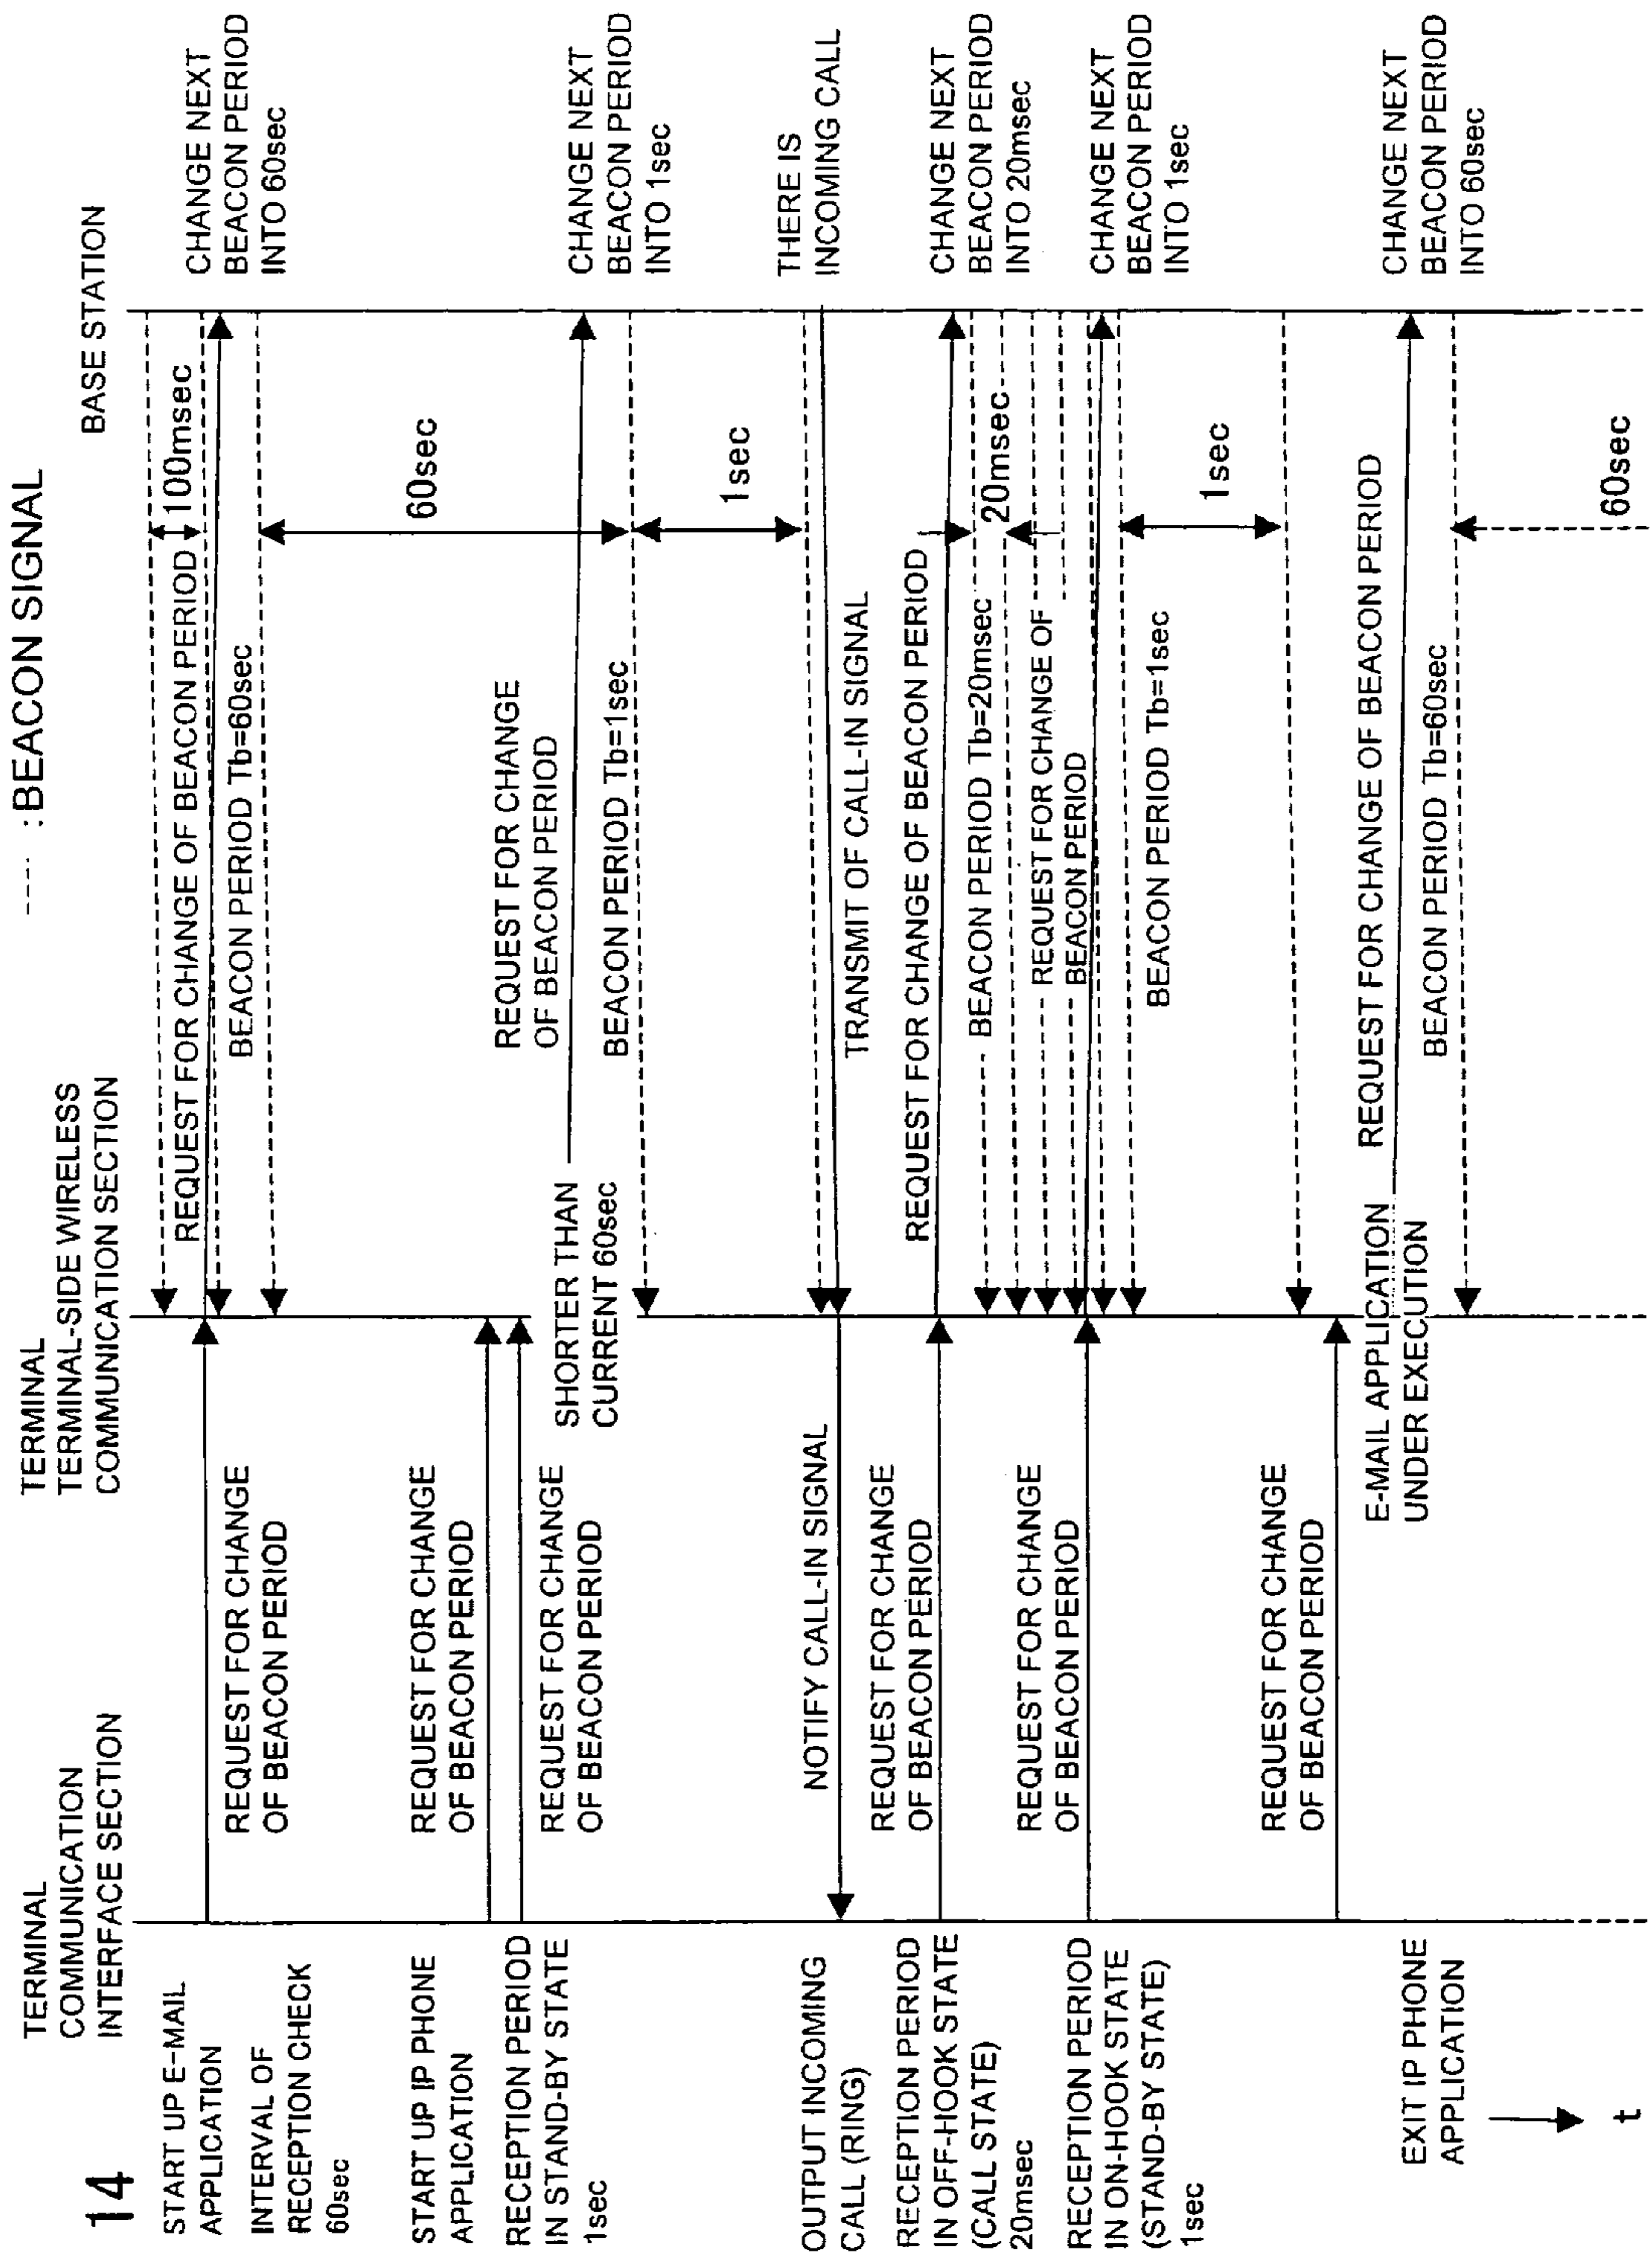 14
---- :BEACON SIGNAL
TERMINAL
COMMUNICATION
INTERFACE SECTION
TERMINAL
TERMINAL-SIDE WIRELESS
COMMUNICATION SECTION
BASE STATION
START UP E-MAIL
APPLICATION
INTERVAL OF
RECEPTION CHECK
60sec
REQUEST FOR CHANGE
OF BEACON PERIOD
REQUEST FOR CHANGE OF BEACON PERIOD
100msec
BEACON PERIOD Tb=60sec
CHANGE NEXT
BEACON PERIOD
INTO 60sec
START UP IP PHONE
APPLICATION
REQUEST FOR CHANGE
OF BEACON PERIOD
60sec
RECEPTION PERIOD
IN STAND-BY STATE
1sec
REQUEST FOR CHANGE
OF BEACON PERIOD
SHORTER THAN
CURRENT 60sec
REQUEST FOR CHANGE
OF BEACON PERIOD
BEACON PERIOD Tb=1sec
CHANGE NEXT
BEACON PERIOD
INTO 1sec
1sec
OUTPUT INCOMING
CALL (RING)
NOTIFY CALL-IN SIGNAL
TRANSMIT OF CALL-IN SIGNAL
THERE IS
INCOMING CALL
RECEPTION PERIOD
IN OFF-HOOK STATE
(CALL STATE)
20msec
REQUEST FOR CHANGE
OF BEACON PERIOD
REQUEST FOR CHANGE OF BEACON PERIOD
BEACON PERIOD Tb=20msec
20msec
CHANGE NEXT
BEACON PERIOD
INTO 20msec
RECEPTION PERIOD
IN ON-HOOK STATE
(STAND-BY STATE)
1sec
REQUEST FOR CHANGE
OF BEACON PERIOD
REQUEST FOR CHANGE OF
BEACON PERIOD
BEACON PERIOD Tb=1sec
1sec
CHANGE NEXT
BEACON PERIOD
INTO 1sec
EXIT IP PHONE
APPLICATION
REQUEST FOR CHANGE
OF BEACON PERIOD
E-MAIL APPLICATION
UNDER EXECUTION
REQUEST FOR CHANGE OF BEACON PERIOD
BEACON PERIOD Tb=60sec
60sec
CHANGE NEXT
BEACON PERIOD
INTO 60sec
t